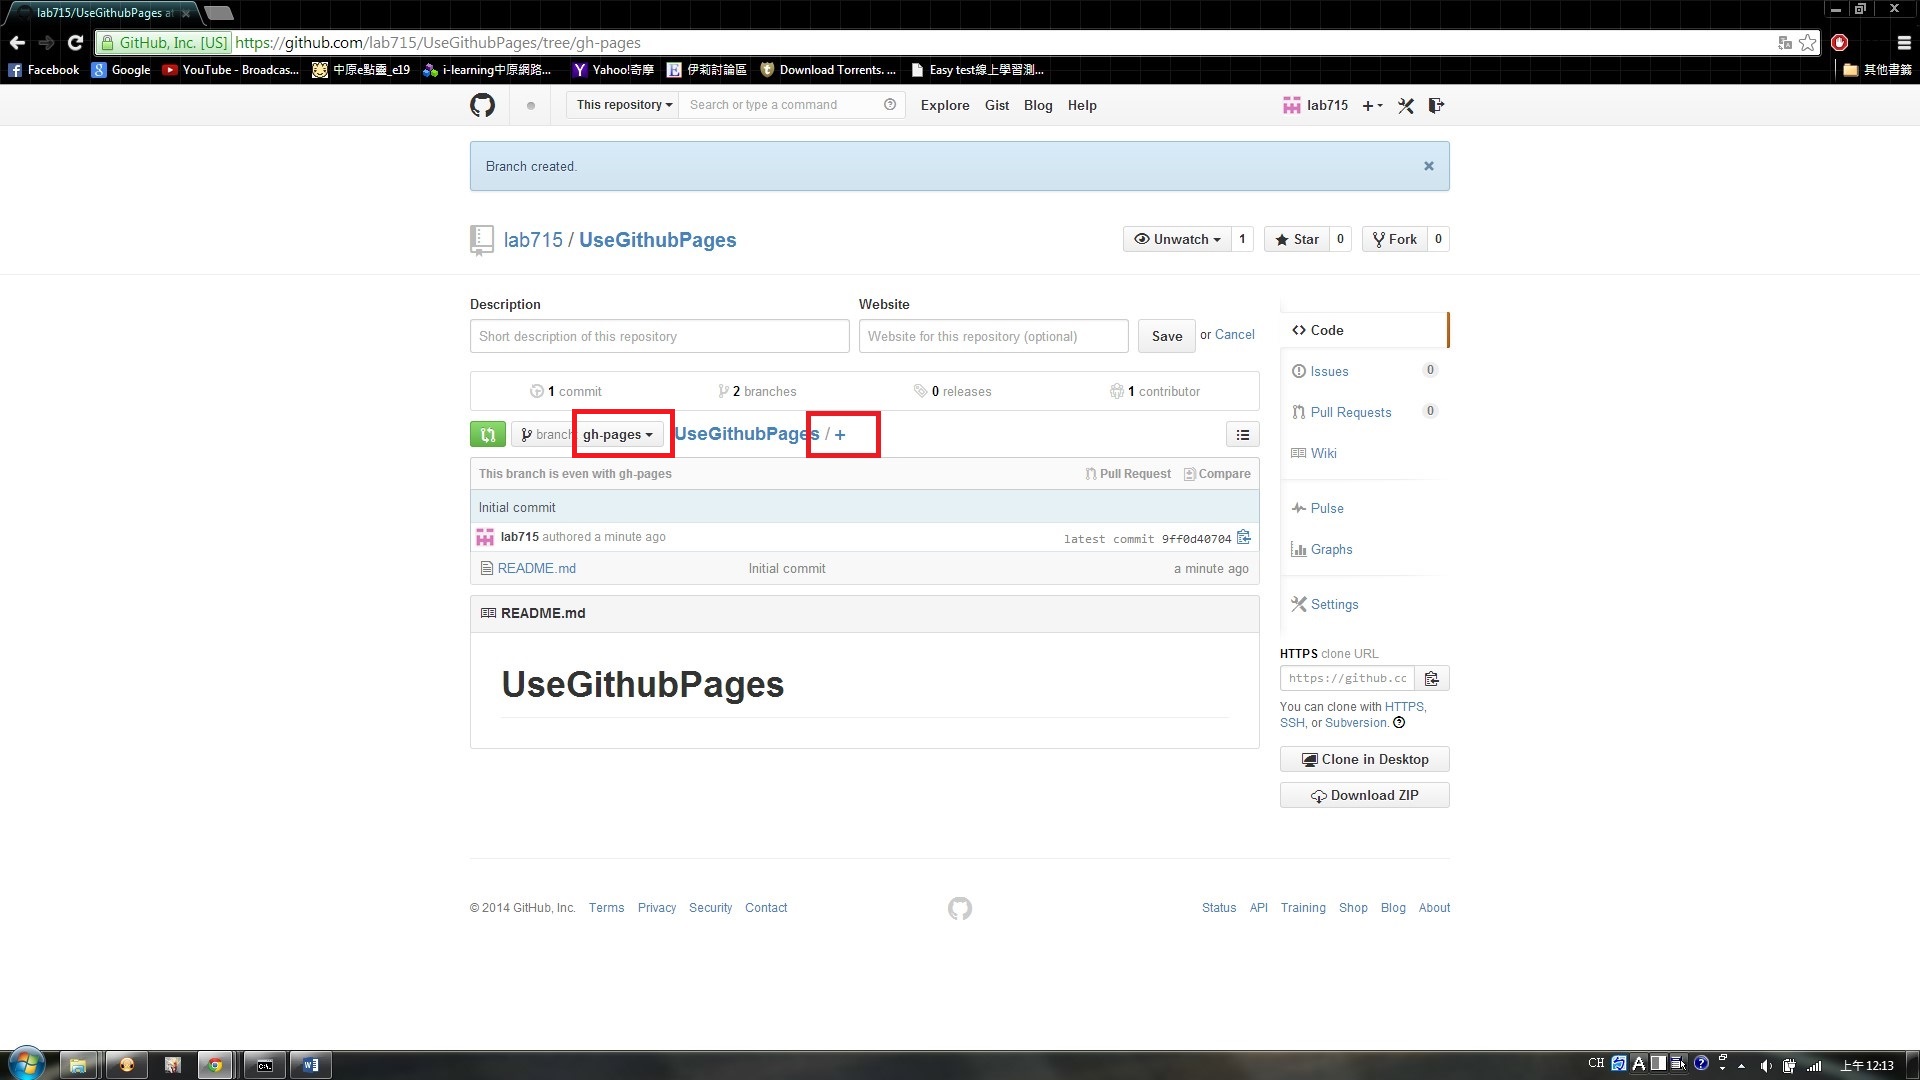 lab715/UseGithubPages at
GitHub, Inc. [US] https://github.com/lab715/UseGithubPages/tree/gh-pages
Facebook Google YouTube - Broadcas... 中原e點靈_e19 i-learning中原網路... Yahoo!奇摩 伊莉討論區 Download Torrents. ... Easy test線上學習測... 其他書籤
This repository Search or type a command Explore Gist Blog Help lab715
Branch created.
lab715 / UseGithubPages Unwatch 1 Star 0 Fork 0
Description Website
Short description of this repository Website for this repository (optional) Save or Cancel
1 commit 2 branches 0 releases 1 contributor
branch gh-pages UseGithubPages / +
This branch is even with gh-pages Pull Request Compare
Initial commit
lab715 authored a minute ago latest commit 9ff0d40704
README.md Initial commit a minute ago
README.md
UseGithubPages
Code
Issues 0
Pull Requests 0
Wiki
Pulse
Graphs
Settings
HTTPS clone URL
https://github.cc
You can clone with HTTPS,
SSH, or Subversion.
Clone in Desktop
Download ZIP
© 2014 GitHub, Inc. Terms Privacy Security Contact Status API Training Shop Blog About
CH A 上午 12:13